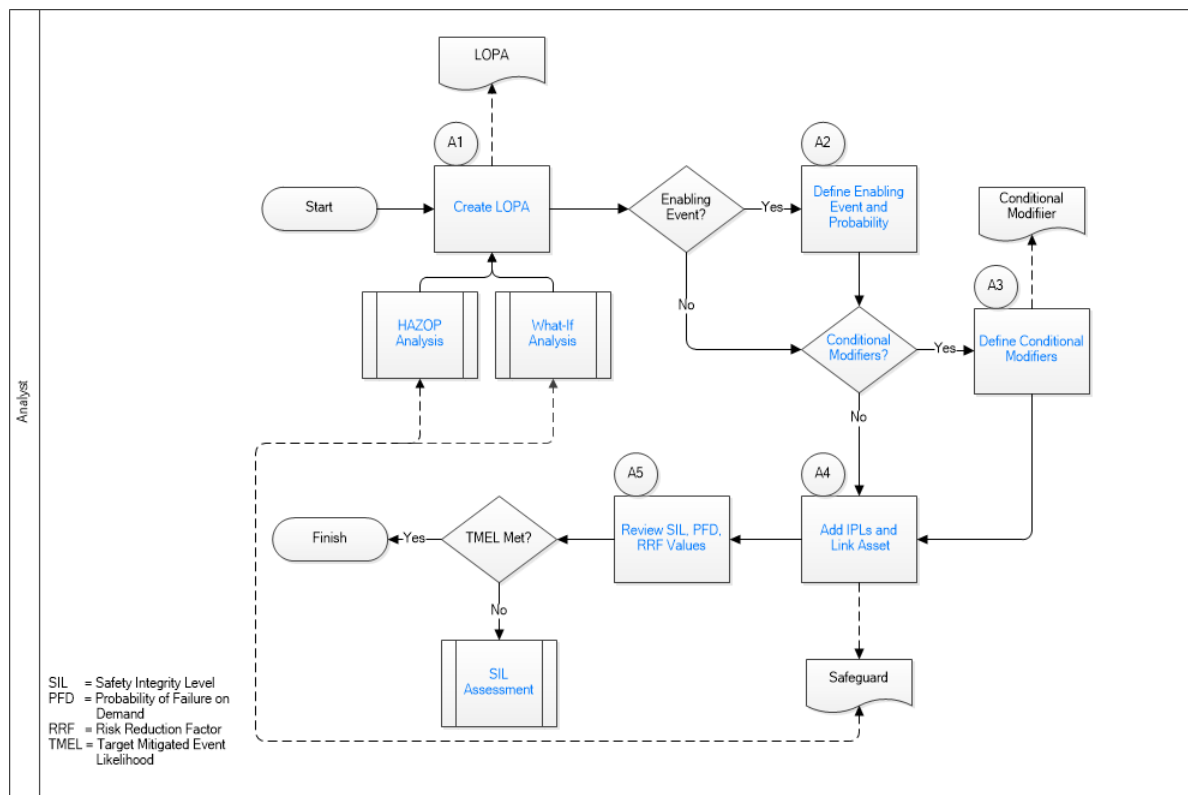 LOPA
A1
A2
Start
Create LOPA
Enabling
Event?
Yes
Define Enabling
Event and
Probability
Conditional
Modifiier
A3
No
HAZOP
Analysis
What-If
Analysis
Conditional
Modifiers?
Yes
Define Conditional
Modifiers
Analyst
No
A5
A4
Finish
Yes
TMEL Met?
Review SIL, PFD,
RRF Values
Add IPLs and
Link Asset
No
SIL
Assessment
Safeguard
SIL = Safety Integrity Level
PFD = Probability of Failure on
Demand
RRF = Risk Reduction Factor
TMEL = Target Mitigated Event
Likelihood